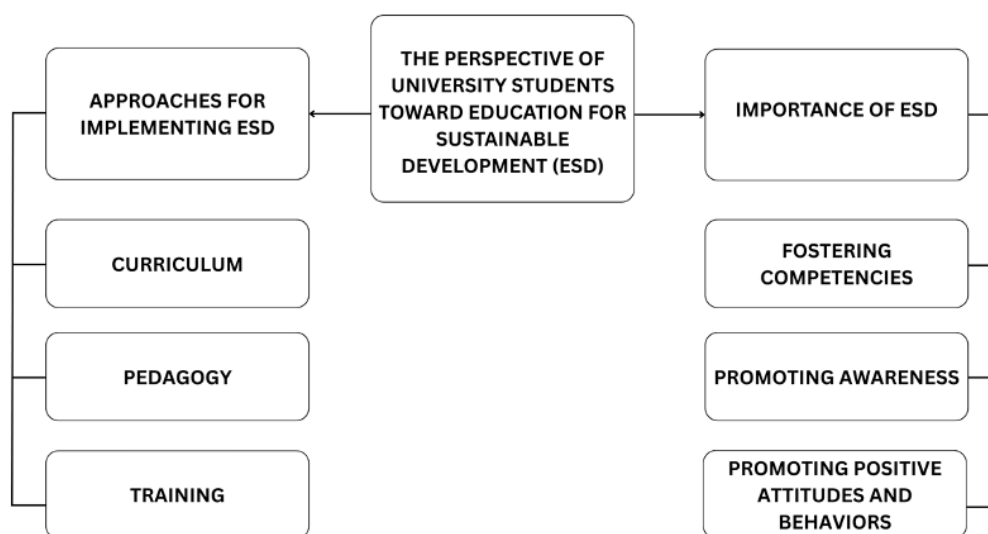 THE PERSPECTIVE OF
UNIVERSITY STUDENTS
TOWARD EDUCATION FOR
SUSTAINABLE
DEVELOPMENT (ESD)
APPROACHES FOR
IMPLEMENTING ESD
CURRICULUM
PEDAGOGY
TRAINING
IMPORTANCE OF ESD
FOSTERING
COMPETENCIES
PROMOTING AWARENESS
PROMOTING POSITIVE
ATTITUDES AND
BEHAVIORS